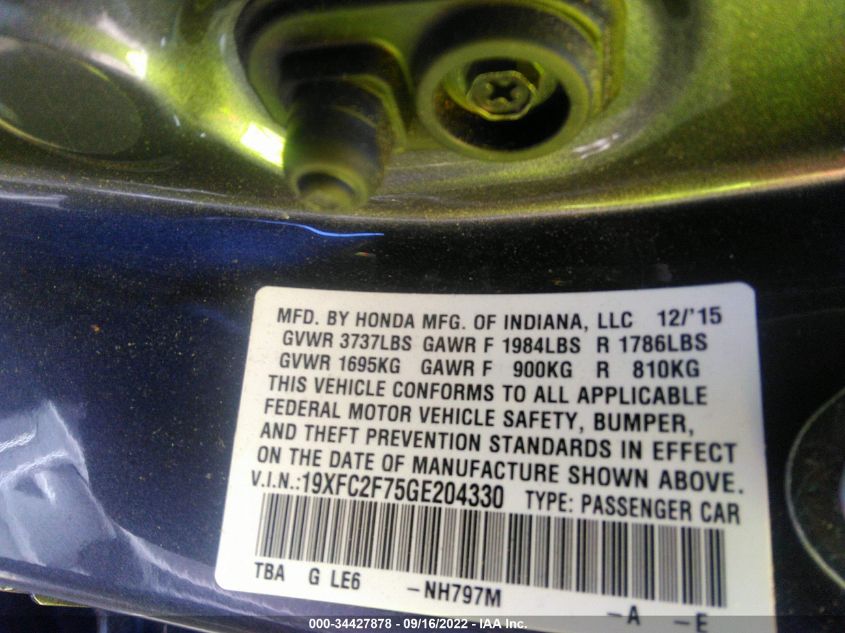 MFD. BY HONDA MFG. OF INDIANA, LLC 12/'15
GVWR 3737LBS GAWR F 1984LBS R 1786LBS
GVWR 1695KG GAWR F 900KG R 810KG
THIS VEHICLE CONFORMS TO ALL APPLICABLE
FEDERAL MOTOR VEHICLE SAFETY, BUMPER,
AND THEFT PREVENTION STANDARDS IN EFFECT
ON THE DATE OF MANUFACTURE SHOWN ABOVE.
V.I.N.:19XFC2F75GE204330 TYPE: PASSENGER CAR
TBA G LE6 -NH797M -A -E
000-34427878 - 09/16/2022 - IAA Inc.